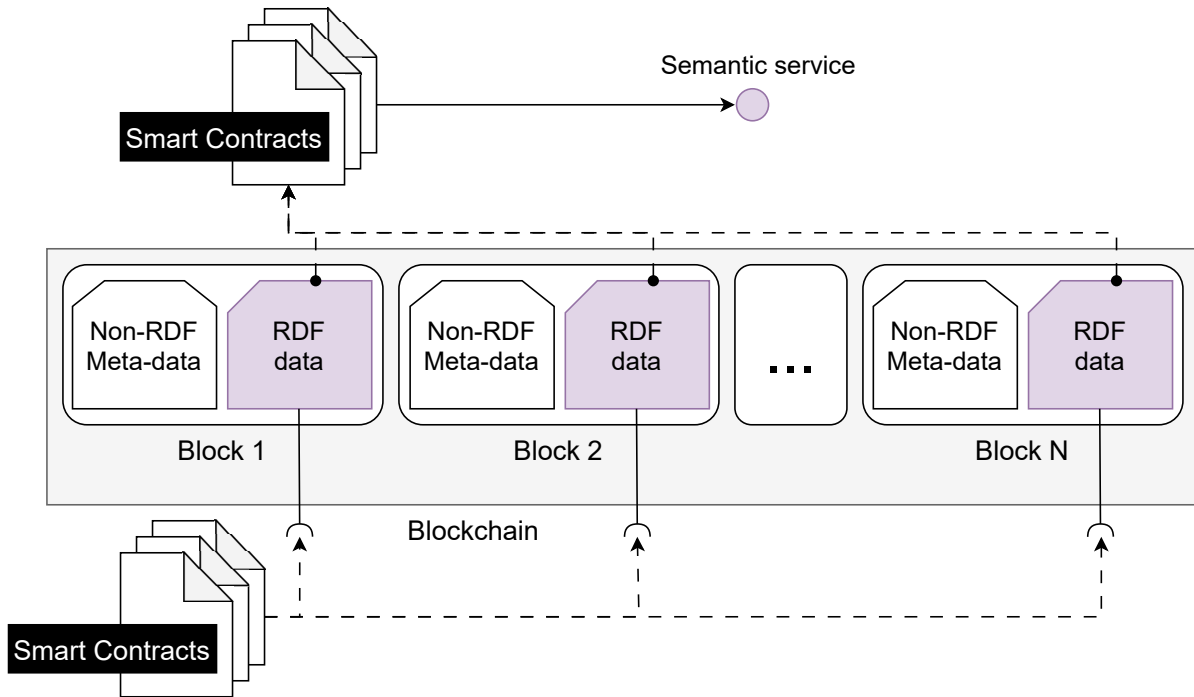 Semantic service
Smart Contracts
Non-RDF
Meta-data
RDF
data
Non-RDF
Meta-data
RDF
data
...
Non-RDF
Meta-data
RDF
data
Block 1
Block 2
Block N
Blockchain
Smart Contracts